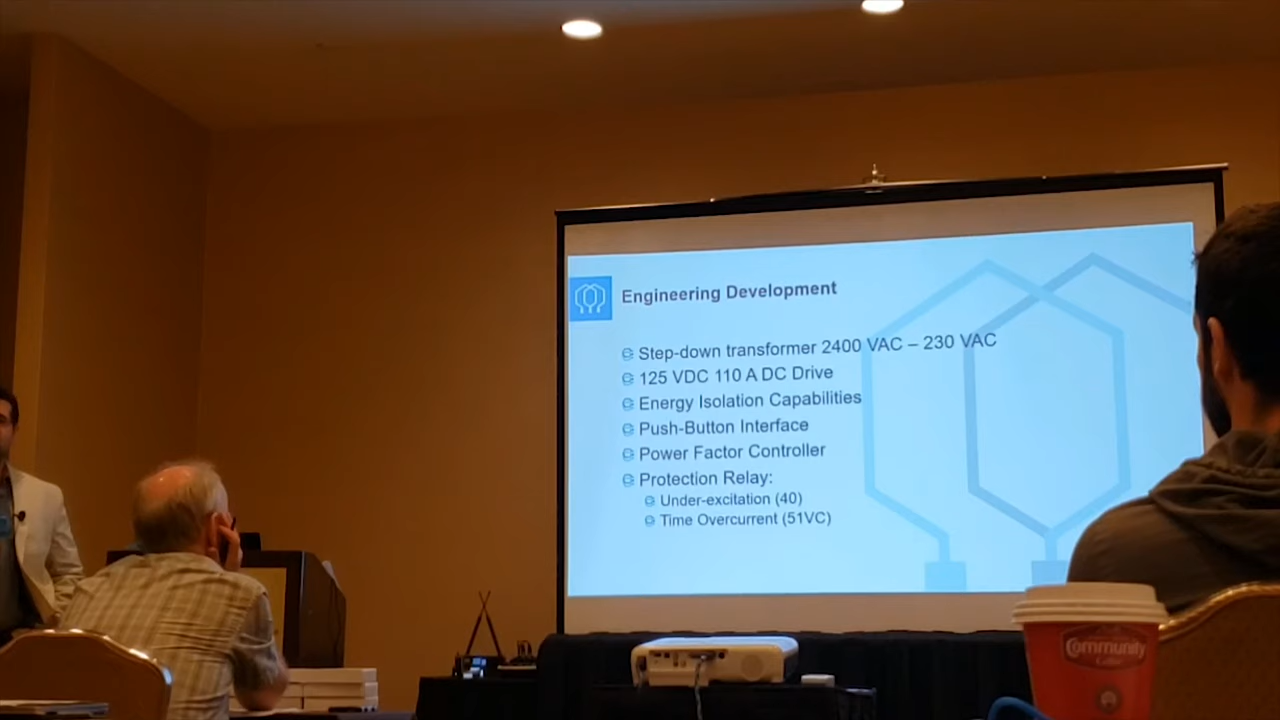 Engineering Development
Step-down transformer 2400 VAC – 230 VAC
125 VDC 110 A DC Drive
Energy Isolation Capabilities
Push-Button Interface
Power Factor Controller
Protection Relay:
Under-excitation (40)
Time Overcurrent (51VC)
Community
Coffee